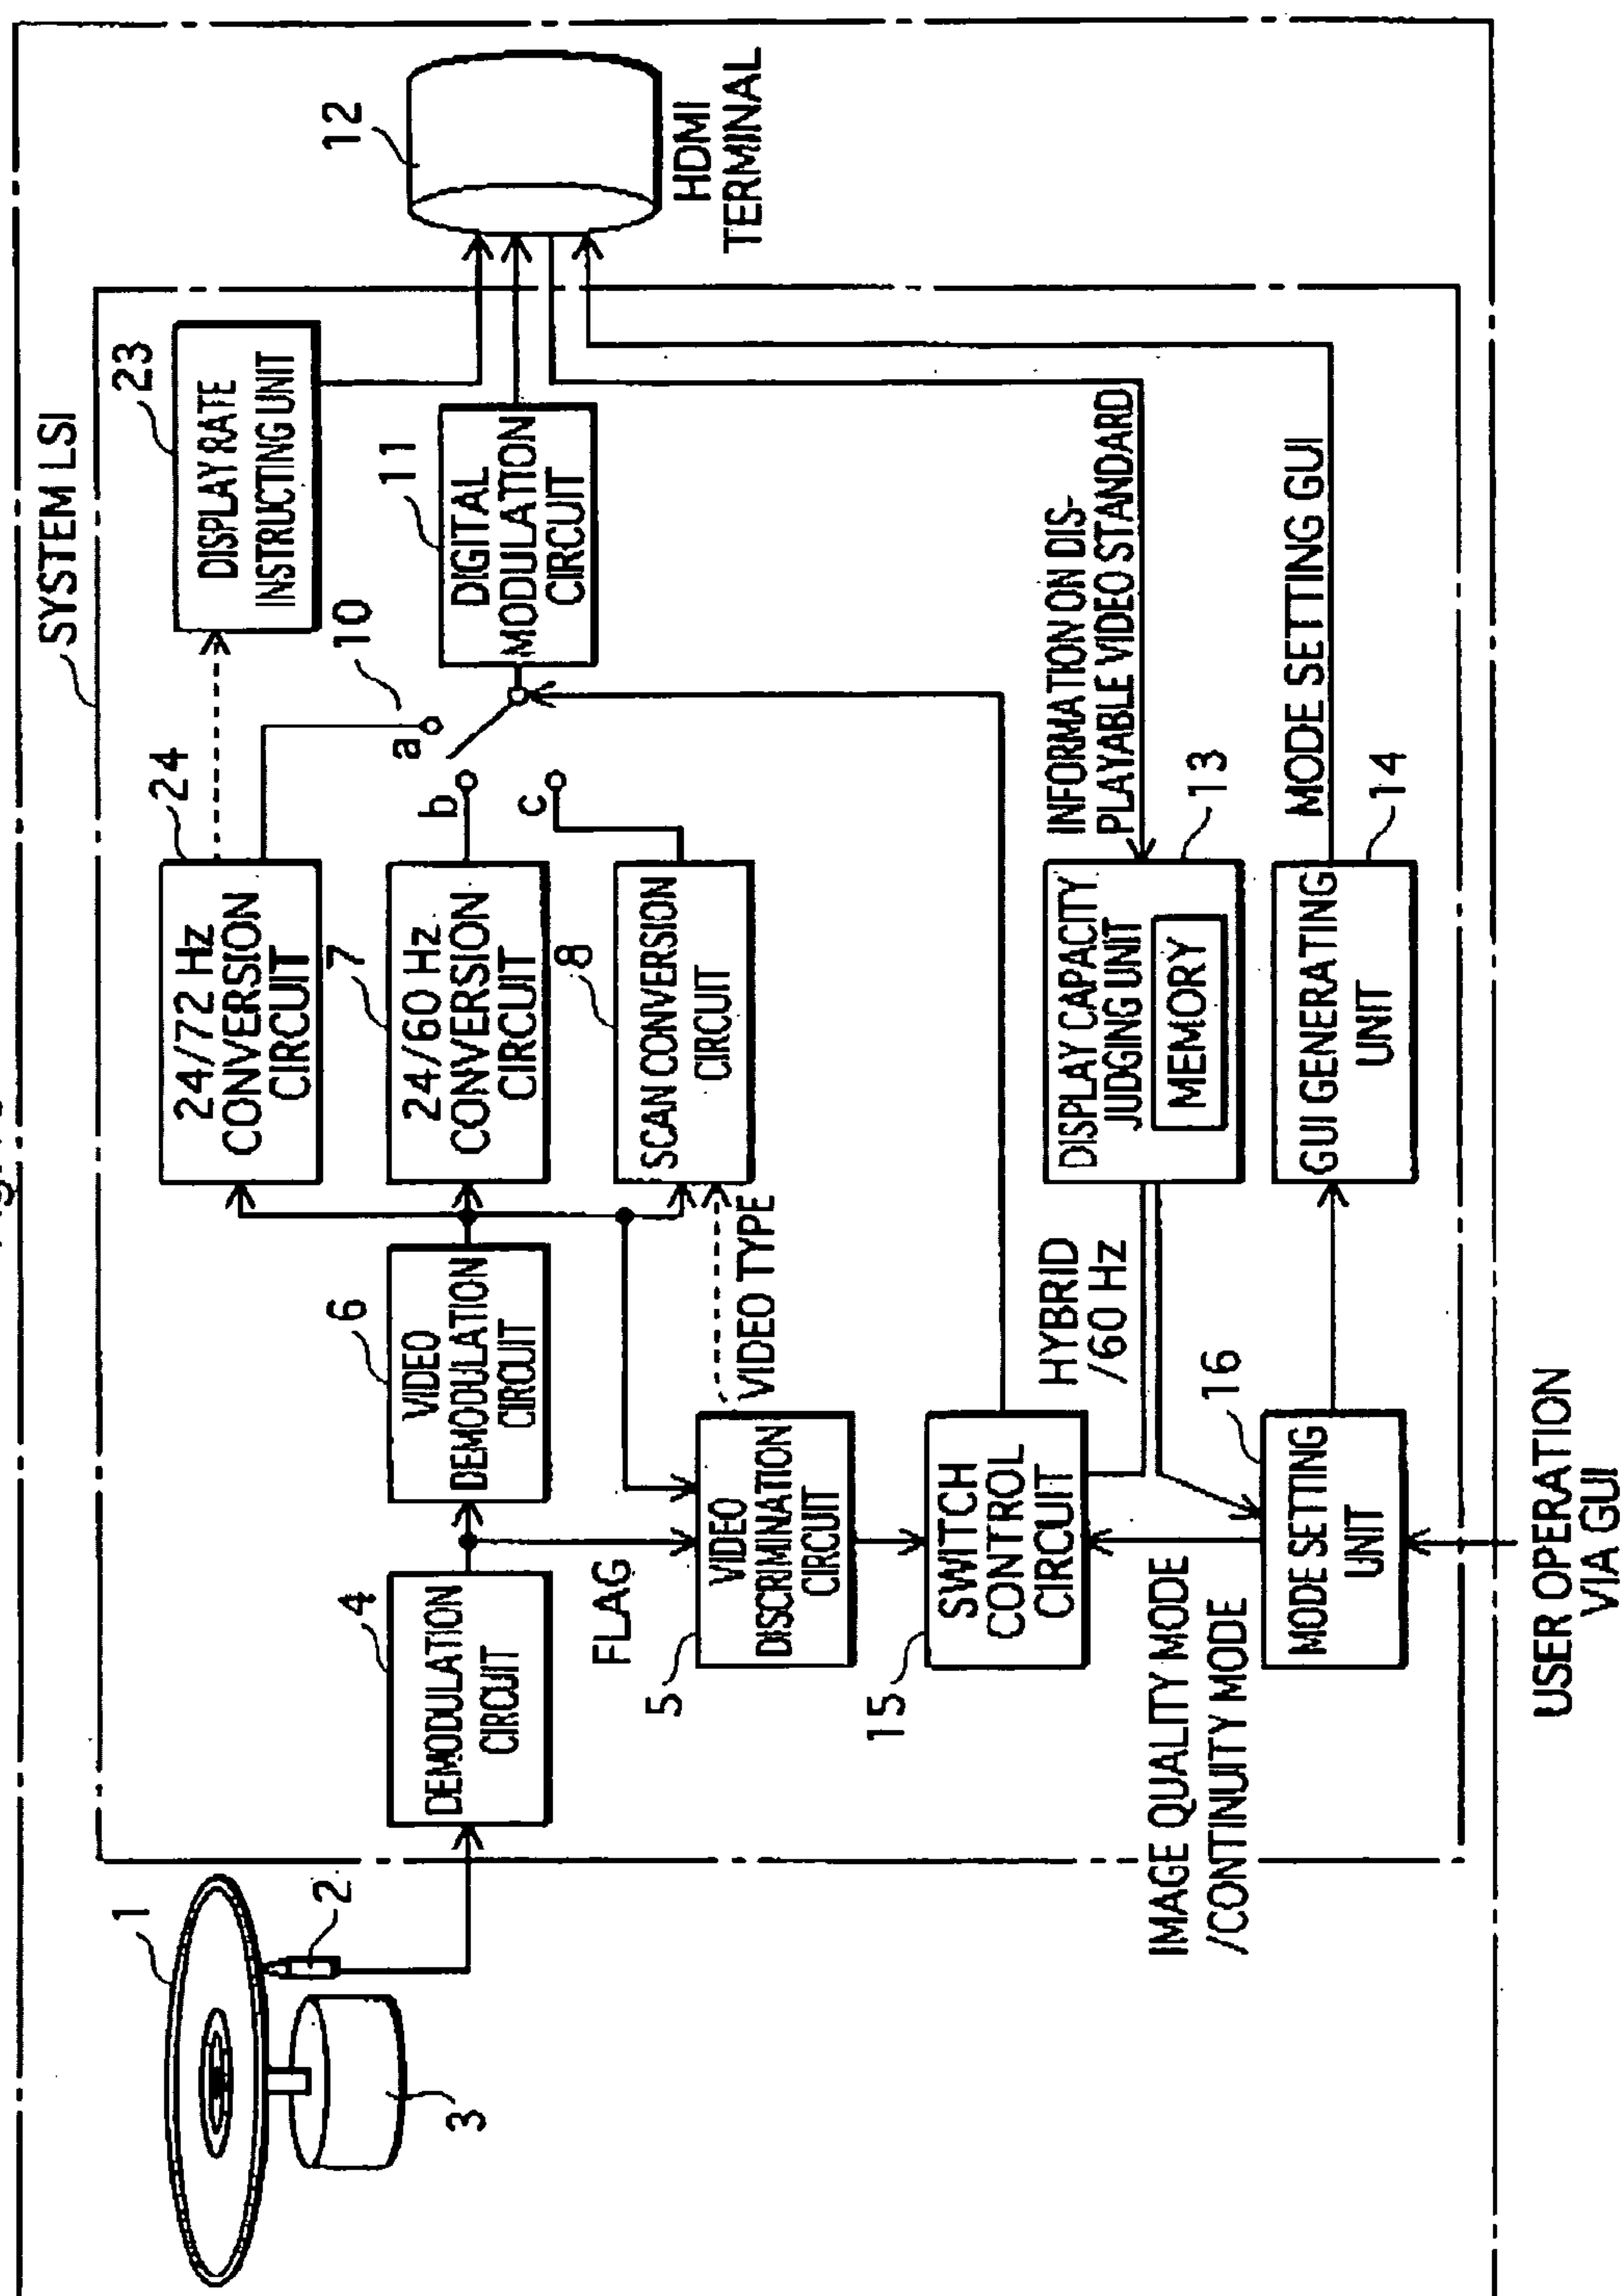 SYSTEM LSI
1
2
3
4
DEMODULATION
CIRCUIT
6
VIDEO
DEMODULATION
CIRCUIT
24
24/72 Hz
CONVERSION
CIRCUIT
7
24/60 Hz
CONVERSION
CIRCUIT
8
SCAN CONVERSION
CIRCUIT
23
DISPLAY RATE
INSTRUCTING UNIT
10
a
b
c
11
DIGITAL
MODULATION
CIRCUIT
12
HDMI
TERMINAL
FLAG
5
VIDEO
DISCRIMINATION
CIRCUIT
VIDEO TYPE
15
SWITCH
CONTROL
CIRCUIT
HYBRID
/60 Hz
INFORMATION ON DIS-
PLAYABLE VIDEO STANDARD
13
DISPLAY CAPACITY
JUDGING UNIT
MEMORY
IMAGE QUALITY MODE
/CONTINUITY MODE
16
MODE SETTING
UNIT
14
GUI GENERATING
UNIT
MODE SETTING GUI
USER OPERATION
VIA GUI